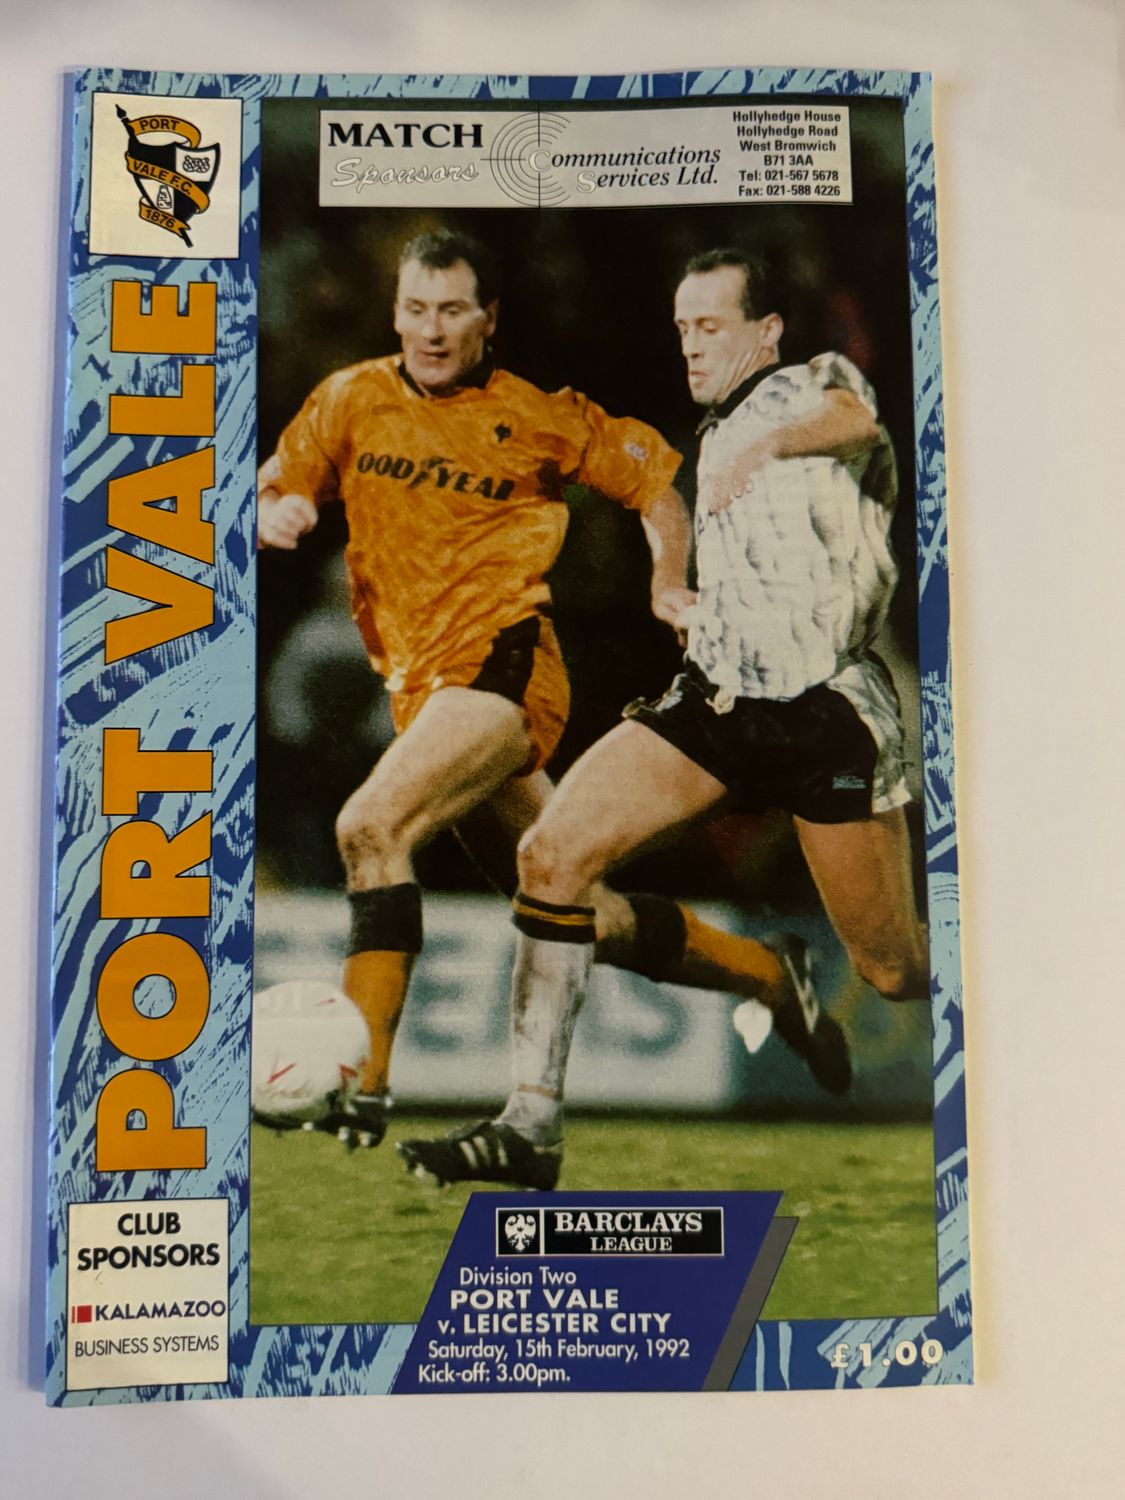 PORT
VALE F.C.
1876
PORT VALE
MATCH
Sponsors
Communications
Services Ltd.
Hollyhedge House
Hollyhedge Road
West Bromwich
B71 3AA
Tel: 021-567 5678
Fax: 021-588 4226
OODYEAR
CLUB
SPONSORS
KALAMAZOO
BUSINESS SYSTEMS
BARCLAYS
LEAGUE
Division Two
PORT VALE
v. LEICESTER CITY
Saturday, 15th February, 1992
Kick-off: 3.00pm.
£1.00